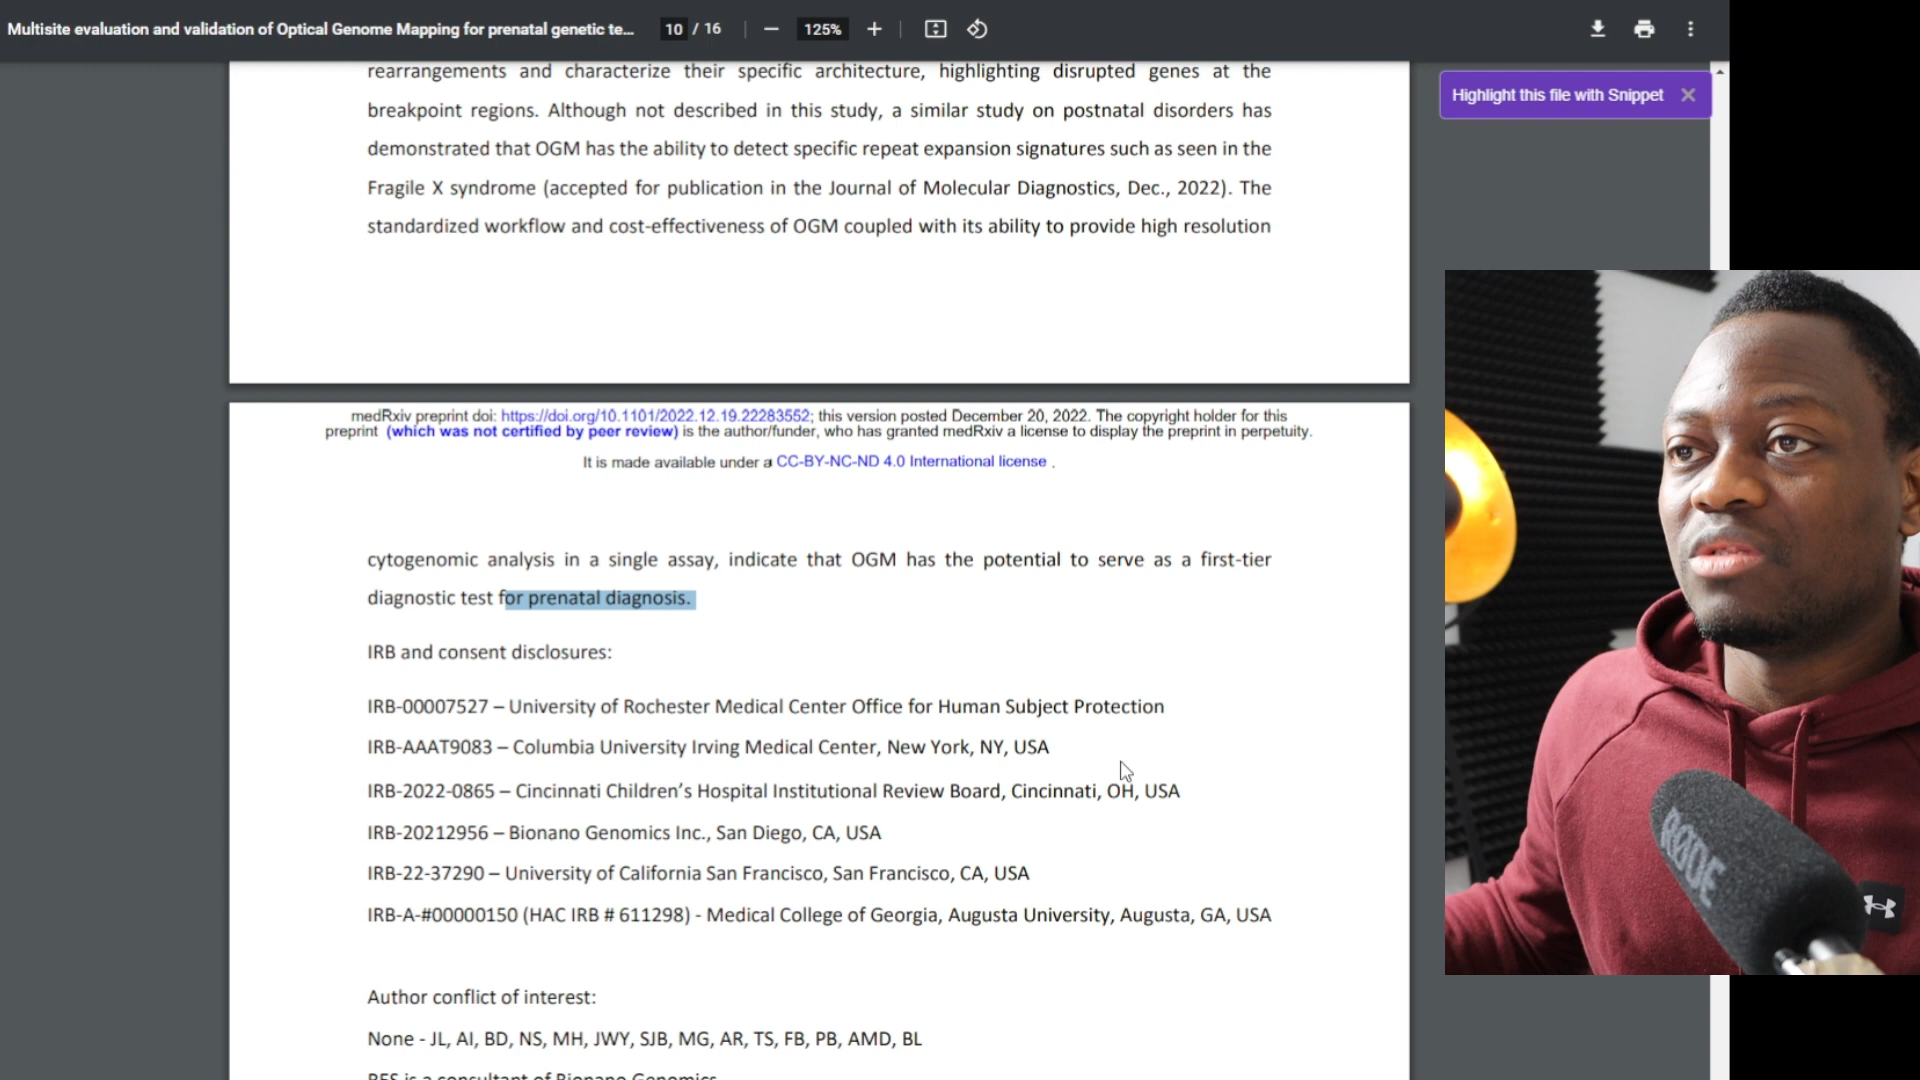 Multisite evaluation and validation of Optical Genome Mapping for prenatal genetic te... 10 / 16 125%
Highlight this file with Snippet
rearrangements and characterize their specific architecture, highlighting disrupted genes at the
breakpoint regions. Although not described in this study, a similar study on postnatal disorders has
demonstrated that OGM has the ability to detect specific repeat expansion signatures such as seen in the
Fragile X syndrome (accepted for publication in the Journal of Molecular Diagnostics, Dec., 2022). The
standardized workflow and cost-effectiveness of OGM coupled with its ability to provide high resolution
medRxiv preprint doi: https://doi.org/10.1101/2022.12.19.22283552; this version posted December 20, 2022. The copyright holder for this
preprint (which was not certified by peer review) is the author/funder, who has granted medRxiv a license to display the preprint in perpetuity.
It is made available under a CC-BY-NC-ND 4.0 International license .
cytogenomic analysis in a single assay, indicate that OGM has the potential to serve as a first-tier
diagnostic test for prenatal diagnosis.
IRB and consent disclosures:
IRB-00007527 – University of Rochester Medical Center Office for Human Subject Protection
IRB-AAAT9083 – Columbia University Irving Medical Center, New York, NY, USA
IRB-2022-0865 – Cincinnati Children’s Hospital Institutional Review Board, Cincinnati, OH, USA
IRB-20212956 – Bionano Genomics Inc., San Diego, CA, USA
IRB-22-37290 – University of California San Francisco, San Francisco, CA, USA
IRB-A-#00000150 (HAC IRB # 611298) - Medical College of Georgia, Augusta University, Augusta, GA, USA
Author conflict of interest:
None - JL, AI, BD, NS, MH, JWY, SJB, MG, AR, TS, FB, PB, AMD, BL
is a consultant of Bionano Genomics
RØDE